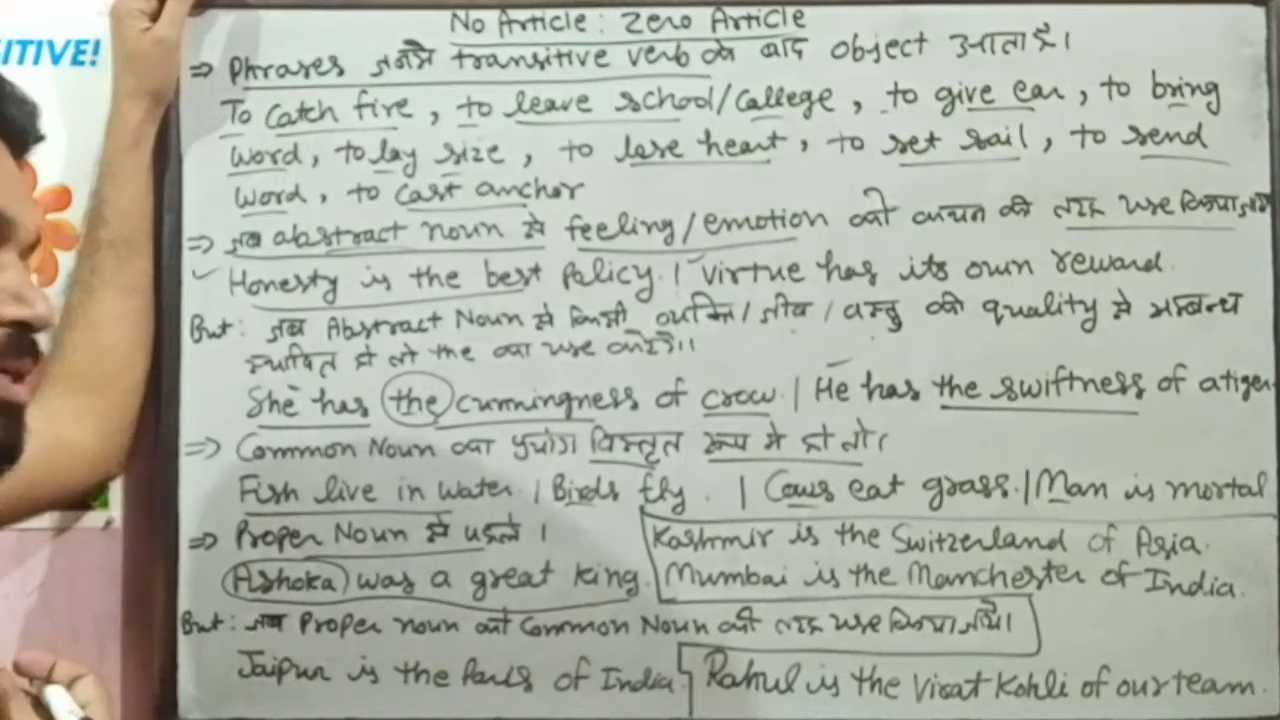 ITIVE!
No Article : Zero Article
⇒ Phrases जिनमें transitive verb के बाद object आता है।
To catch fire, to leave school/college, to give ear, to bring
word, to lay size, to lose heart, to set sail, to send
word, to cast anchor
⇒ जब abstract noun से feeling/emotion की तरह use किया जाय
✓ Honesty is the best policy. | virtue has its own reward.
But: जब Abstract Noun से किसी व्यक्ति/जीव/वस्तु की quality से सम्बन्ध
स्थापित हो तो the का use करते हैं।
She has the cunningness of crow. | He has the swiftness of a tiger.
⇒ Common Noun का प्रयोग विस्तृत रूप में हो तो।
Fish live in water. | Birds fly. | Cows eat grass. | Man is mortal
⇒ Proper Noun से पहले।
Kashmir is the Switzerland of Asia.
Ashoka was a great king.
Mumbai is the Manchester of India.
But: जब Proper noun को Common Noun की तरह use किया जाये।
Jaipur is the Paris of India.
Rahul is the Virat Kohli of our team.